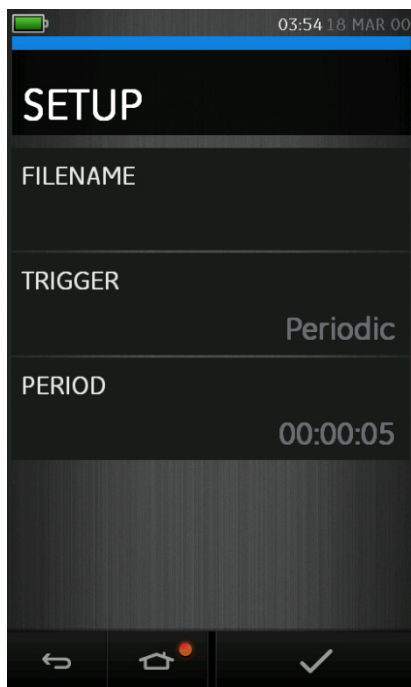 03:54 18 MAR 00
SETUP
FILENAME
TRIGGER
Periodic
PERIOD
00:00:05